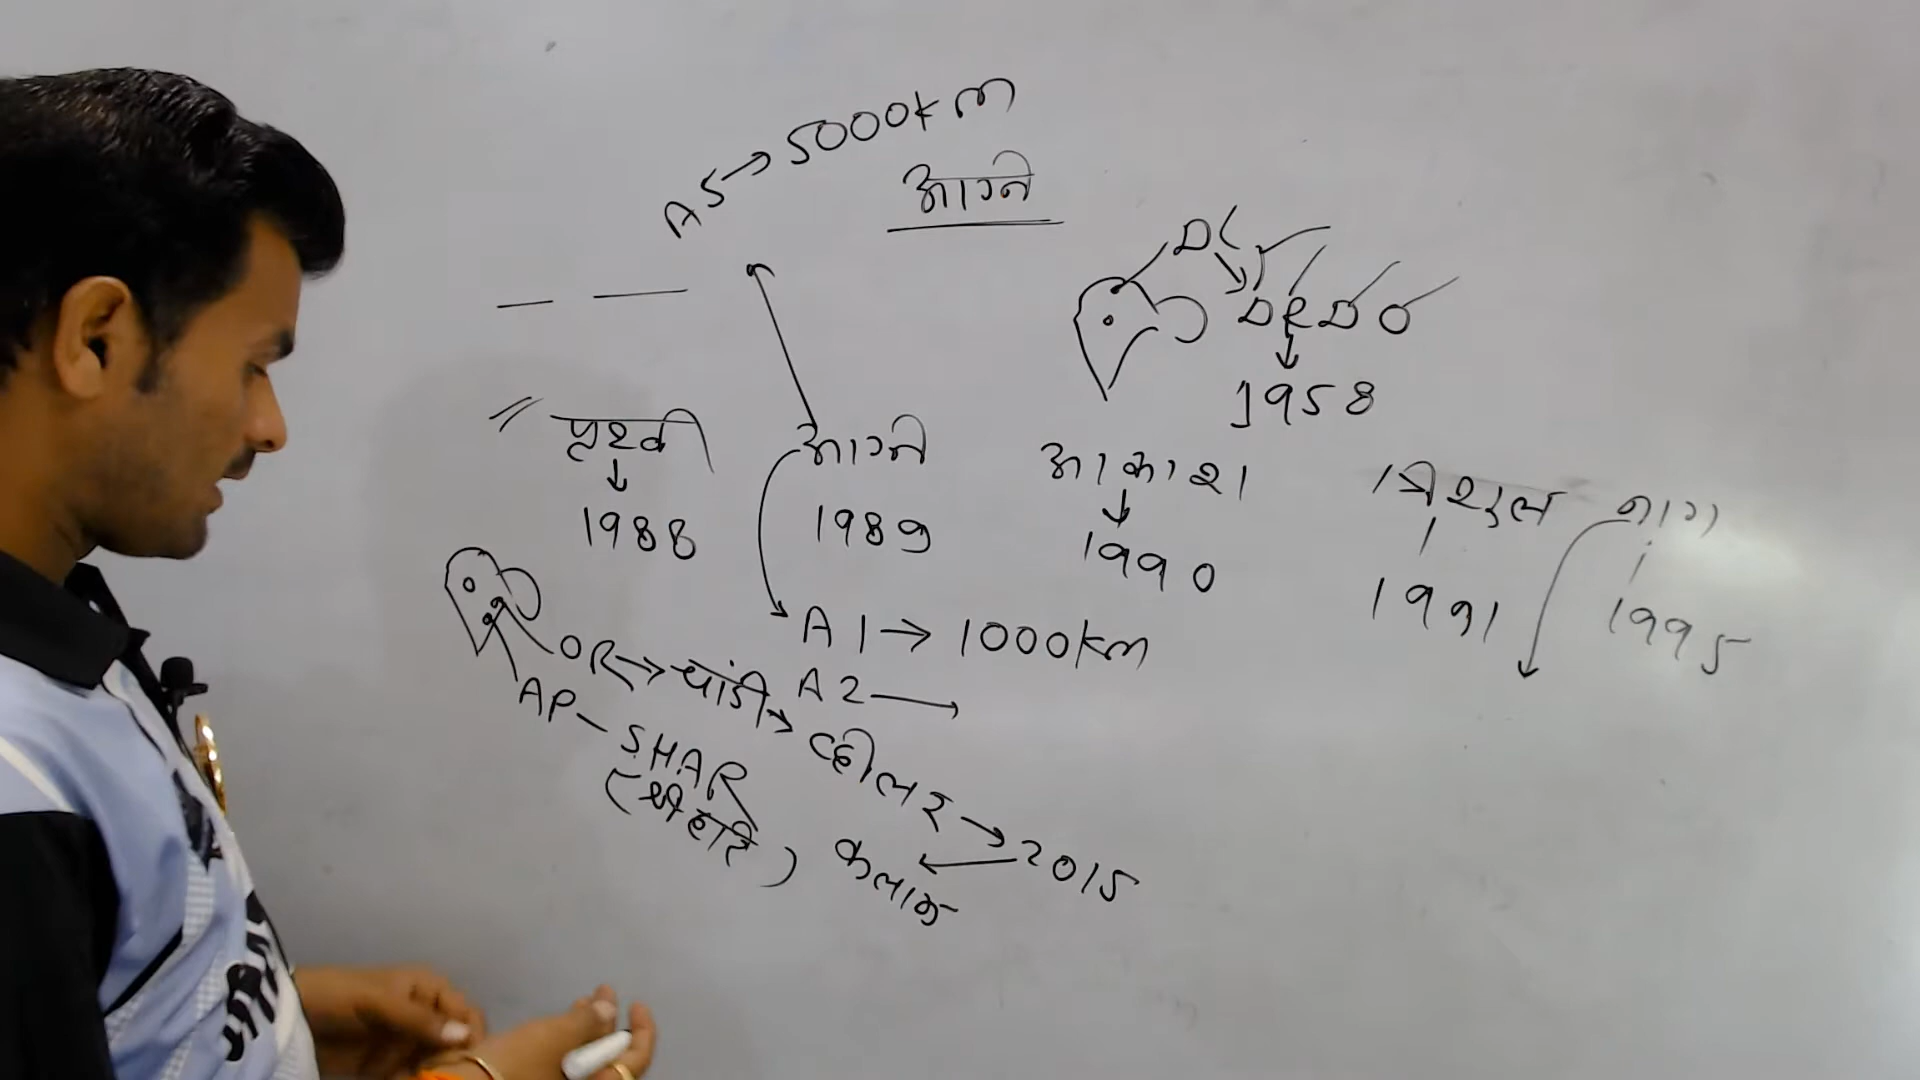 A5 → 5000km
अग्नि
DL
DRDO
1958
पृथ्वी
1988
अग्नि
1989
आकाश
1990
त्रिशूल
1991
नाग
1995
A1 → 1000km
A2 →
OR → चांदी → व्हीलर → 2015
कलाम
AP - SHAR
(श्रीहरि)